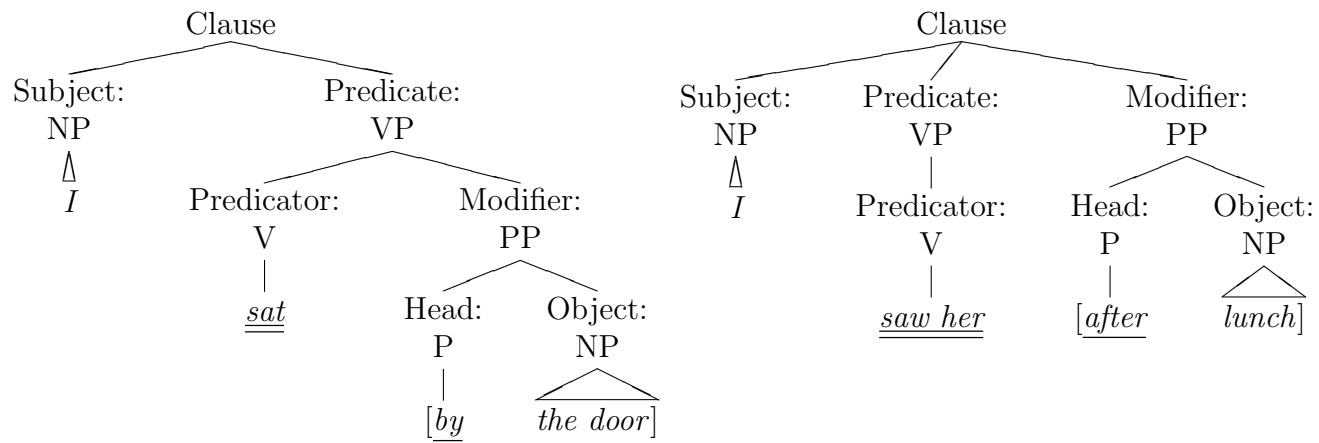 Clause
Subject: Predicate:
NP VP
I Predicator: Modifier:
V PP
sat Head: Object:
P NP
[by the door]
Clause
Subject: Predicate: Modifier:
NP VP PP
I Predicator: Head: Object:
V P NP
saw her [after lunch]